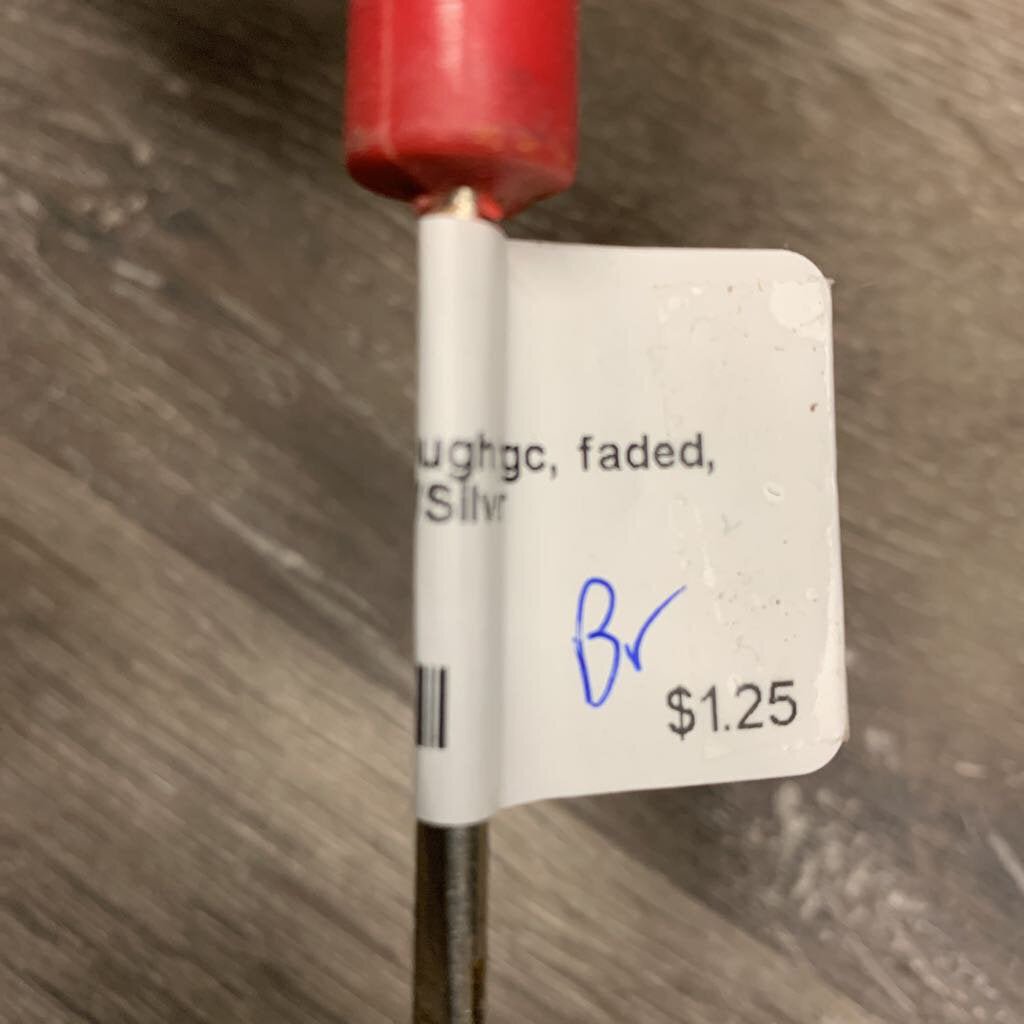 ughgc, faded,
/Silvr
Br
$1.25